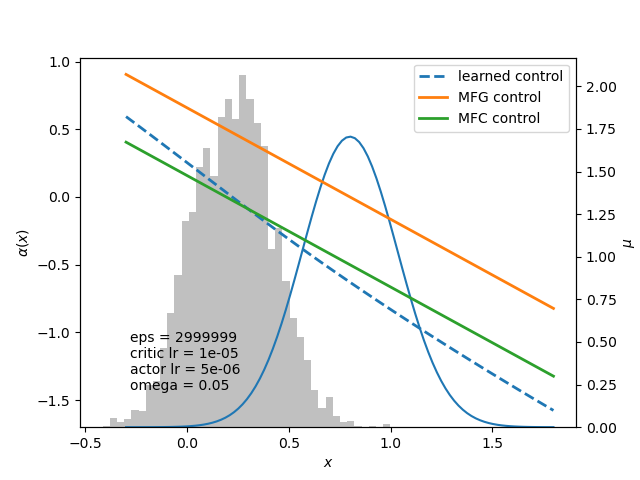 learned control
MFG control
MFC control
1.0
0.5
0.0
−0.5
−1.0
−1.5
α(x)
2.00
1.75
1.50
1.25
1.00
0.75
0.50
0.25
0.00
μ
eps = 2999999
critic lr = 1e-05
actor lr = 5e-06
omega = 0.05
−0.5 0.0 0.5 1.0 1.5
x